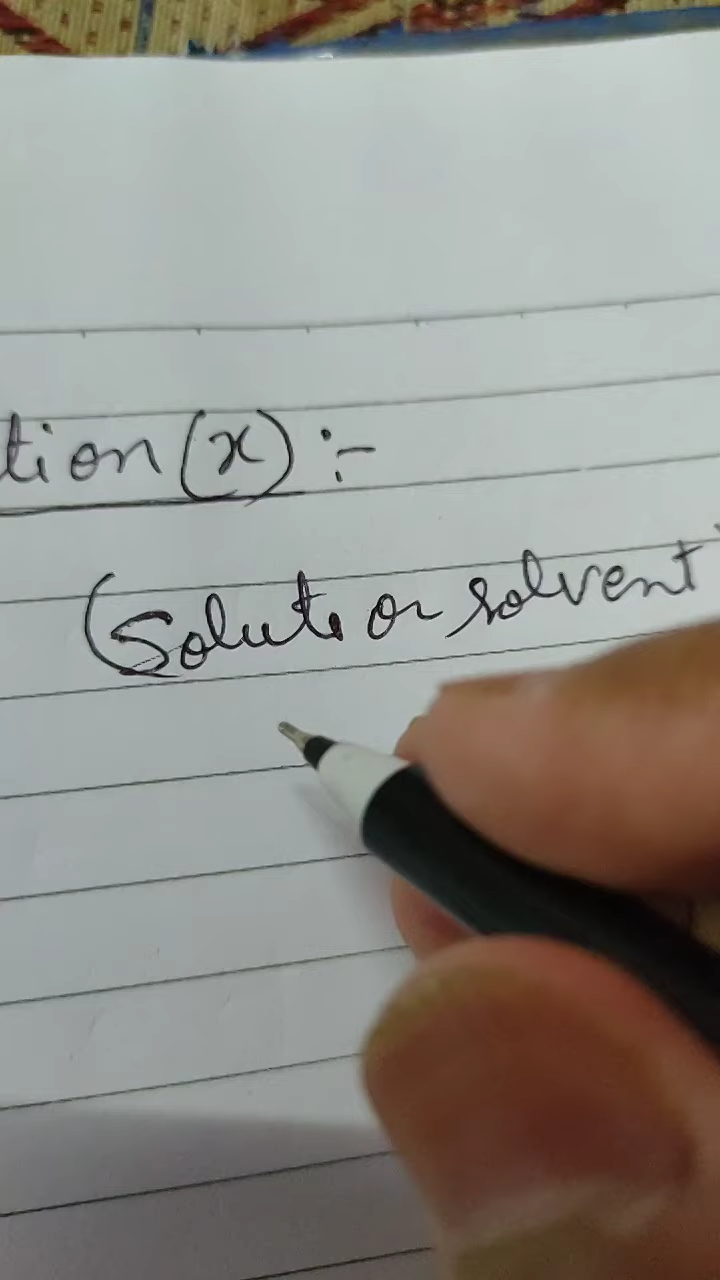 tion (x) :-
(Solute or solvent)